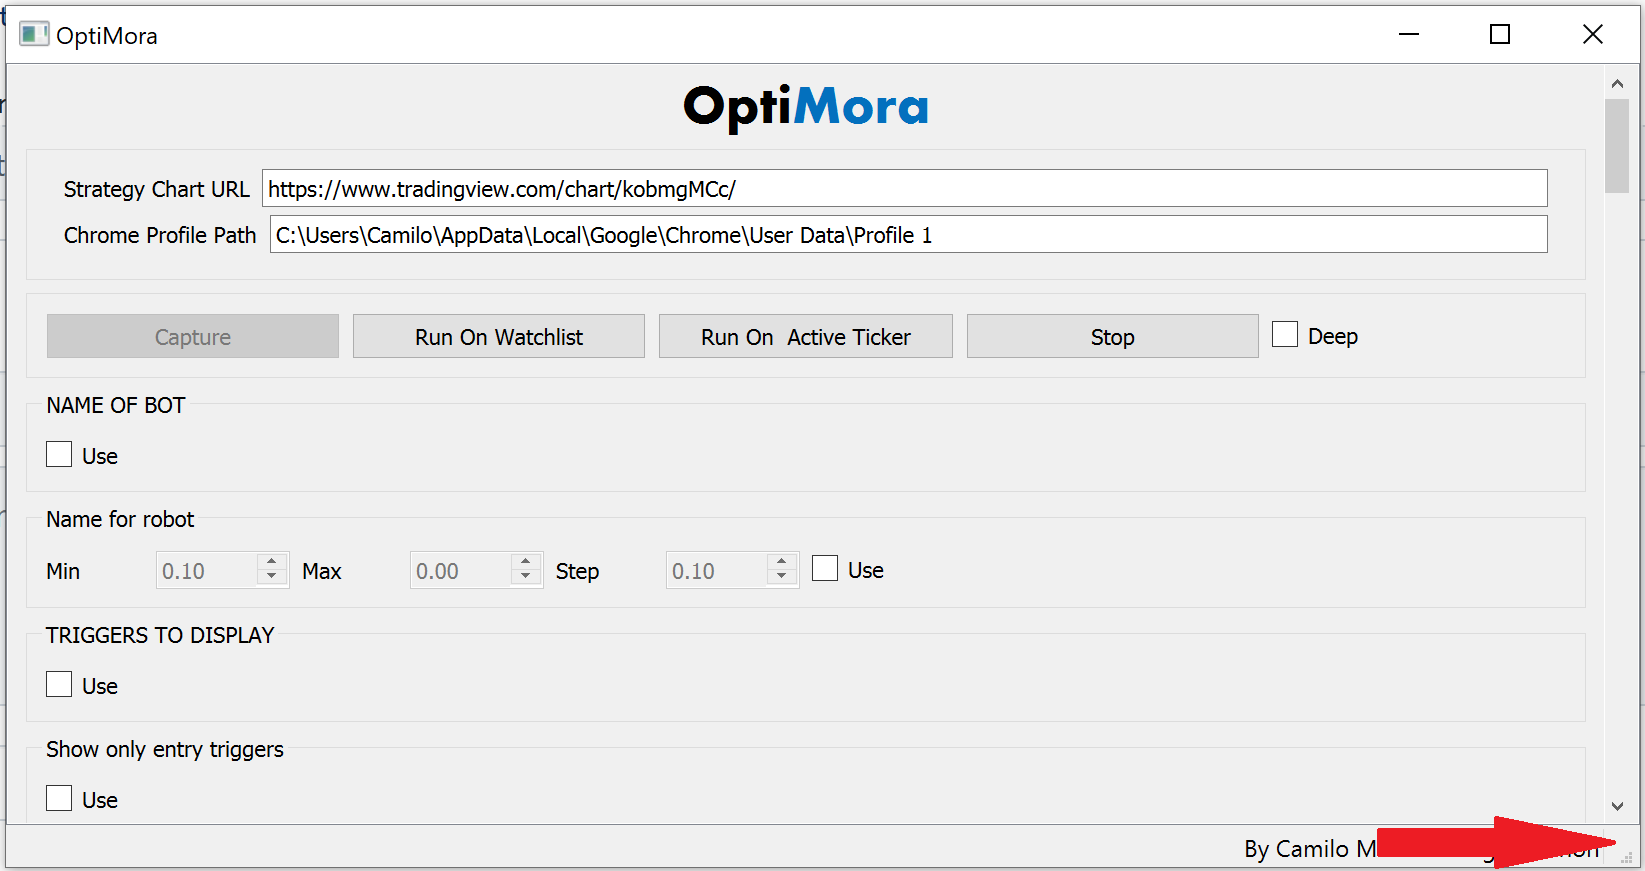 OptiMora
OptiMora
Strategy Chart URL https://www.tradingview.com/chart/kobmgMCc/
Chrome Profile Path C:\Users\Camilo\AppData\Local\Google\Chrome\User Data\Profile 1
Capture Run On Watchlist Run On  Active Ticker Stop Deep
NAME OF BOT
Use
Name for robot
Min 0.10 Max 0.00 Step 0.10 Use
TRIGGERS TO DISPLAY
Use
Show only entry triggers
Use
By Camilo